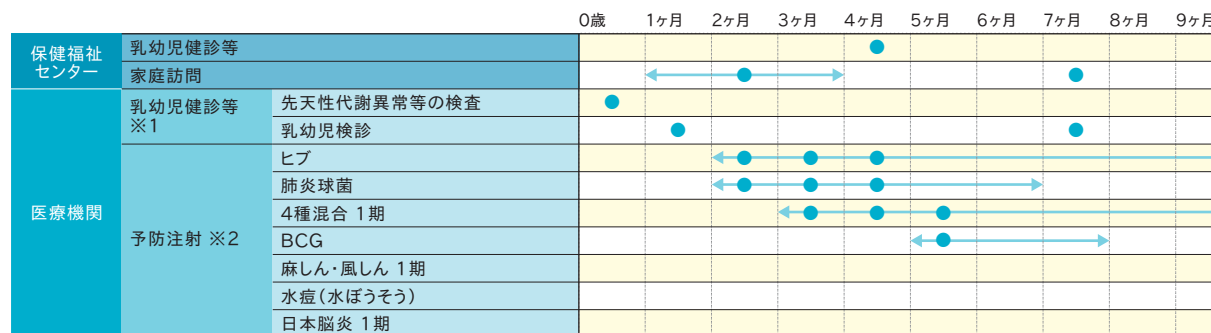 0歳 1ヶ月 2ヶ月 3ヶ月 4ヶ月 5ヶ月 6ヶ月 7ヶ月 8ヶ月 9ヶ月
保健福祉
センター
乳幼児健診等
家庭訪問
医療機関
乳幼児健診等
※1
先天性代謝異常等の検査
乳幼児検診
予防注射 ※2
ヒブ
肺炎球菌
4種混合 1期
BCG
麻しん・風しん 1期
水痘(水ぼうそう)
日本脳炎 1期